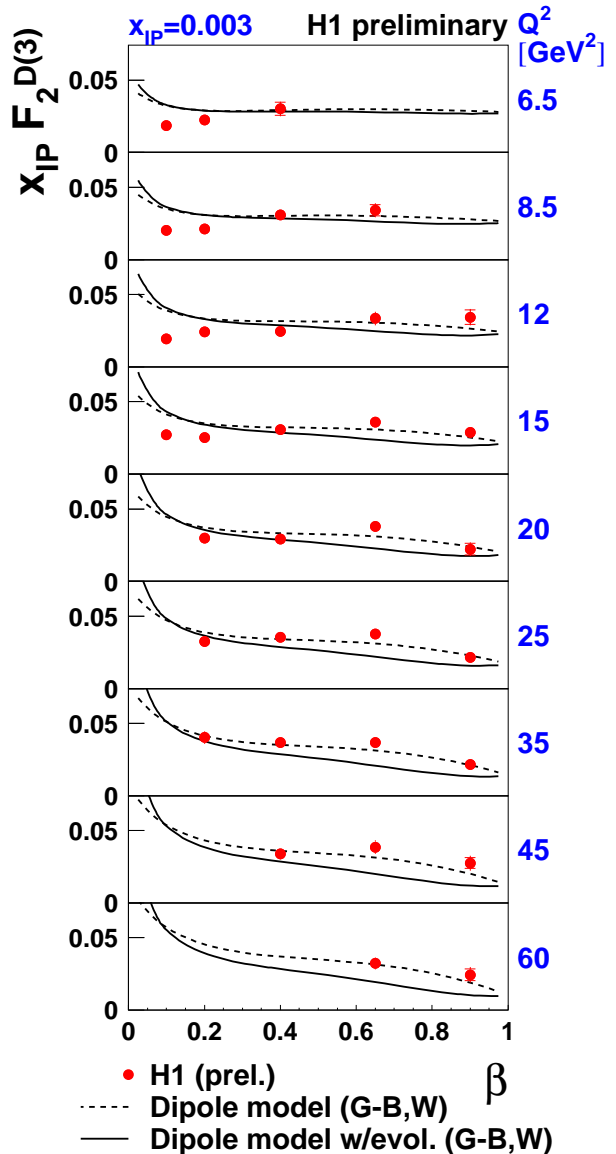 x_IP=0.003 H1 preliminary Q²
[GeV²]
x_IP F₂^D(3)
0.05 6.5
0
0.05 8.5
0
0.05 12
0
0.05 15
0
0.05 20
0
0.05 25
0
0.05 35
0
0.05 45
0
0.05 60
0 0.2 0.4 0.6 0.8 1
β
H1 (prel.)
Dipole model (G-B,W)
Dipole model w/evol. (G-B,W)